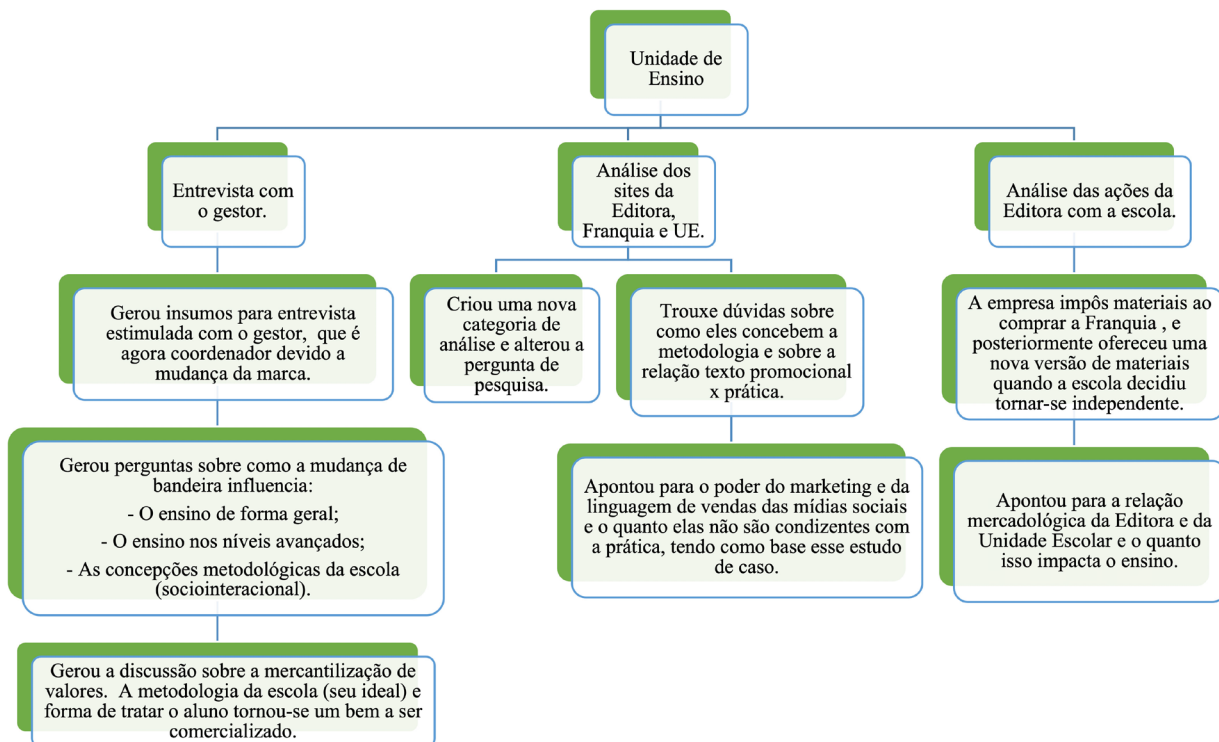 Unidade de
Ensino
Entrevista com
o gestor.
Análise dos
sites da
Editora,
Franquia e UE.
Análise das ações da
Editora com a escola.
Gerou insumos para entrevista
estimulada com o gestor, que é
agora coordenador devido a
mudança da marca.
Criou uma nova
categoria de
análise e alterou a
pergunta de
pesquisa.
Trouxe dúvidas sobre
como eles concebem a
metodologia e sobre a
relação texto promocional
x prática.
A empresa impôs materiais ao
comprar a Franquia , e
posteriormente ofereceu uma
nova versão de materiais
quando a escola decidiu
tornar-se independente.
Gerou perguntas sobre como a mudança de
bandeira influencia:
- O ensino de forma geral;
- O ensino nos níveis avançados;
- As concepções metodológicas da escola
(sociointeracional).
Apontou para o poder do marketing e da
linguagem de vendas das mídias sociais
e o quanto elas não são condizentes com
a prática, tendo como base esse estudo
de caso.
Apontou para a relação
mercadológica da Editora e da
Unidade Escolar e o quanto
isso impacta o ensino.
Gerou a discussão sobre a mercantilização de
valores. A metodologia da escola (seu ideal) e
forma de tratar o aluno tornou-se um bem a ser
comercializado.